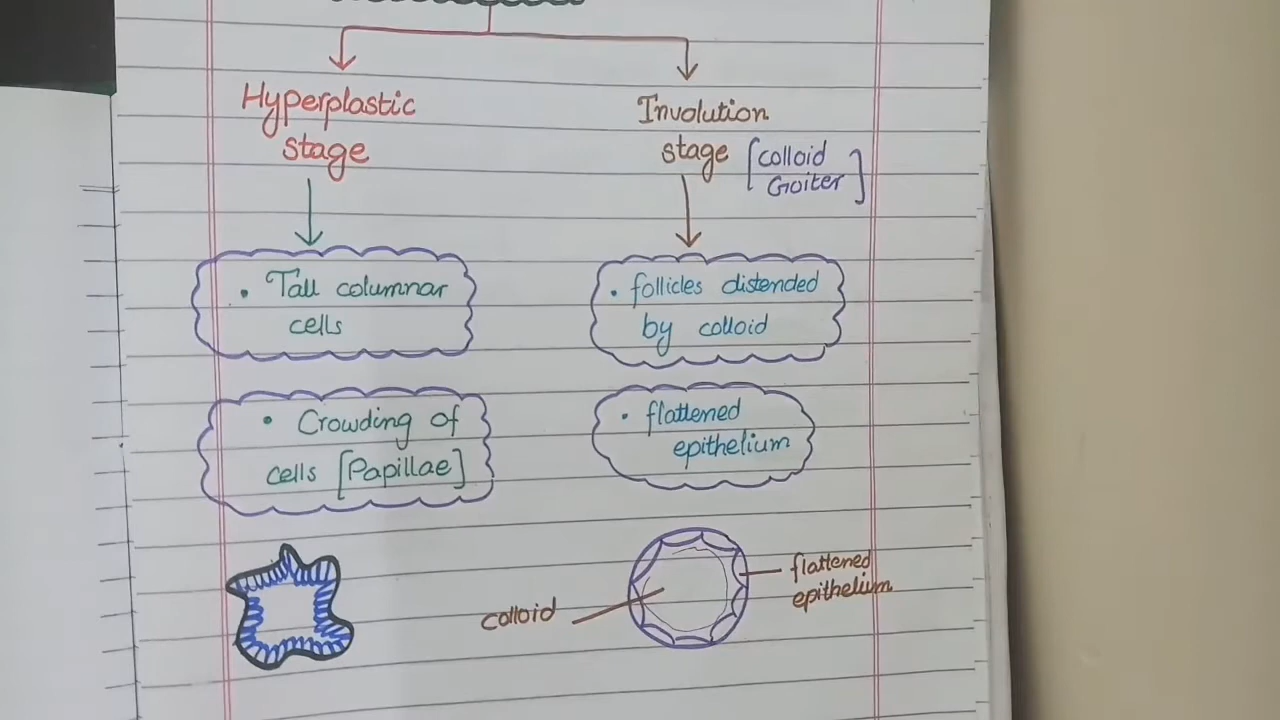 Hyperplastic
stage
Involution
stage [colloid
Goiter]
• Tall columnar
cells
• follicles distended
by colloid
• Crowding of
cells [Papillae]
• flattened
epithelium
colloid
flattened
epithelium